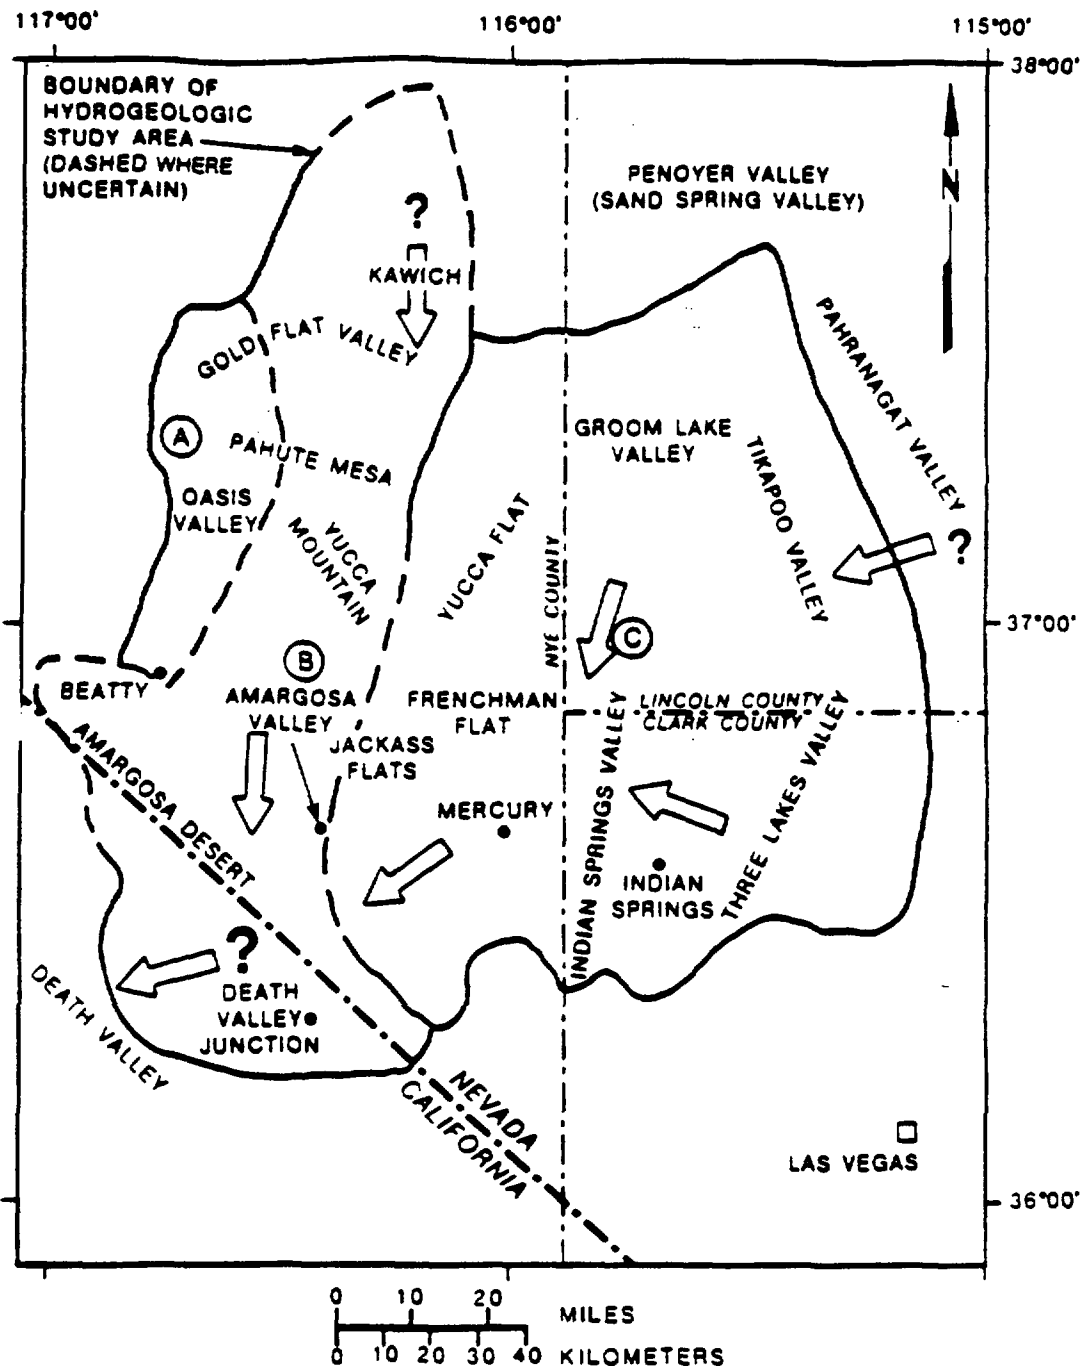 117°00'
116°00'
115°00'
38°00'
BOUNDARY OF
HYDROGEOLOGIC
STUDY AREA
(DASHED WHERE
UNCERTAIN)
N
PENOYER VALLEY
(SAND SPRING VALLEY)
?
KAWICH
GOLD FLAT VALLEY
PAHRANAGAT VALLEY
A
PAHUTE MESA
GROOM LAKE
VALLEY
TIKAPOO VALLEY
OASIS
VALLEY
YUCCA
MOUNTAIN
YUCCA FLAT
NYE COUNTY
?
37°00'
C
B
BEATTY
AMARGOSA
VALLEY
FRENCHMAN
FLAT
LINCOLN COUNTY
CLARK COUNTY
JACKASS
FLATS
AMARGOSA DESERT
MERCURY
INDIAN SPRINGS VALLEY
THREE LAKES VALLEY
INDIAN
SPRINGS
?
DEATH VALLEY
DEATH
VALLEY
JUNCTION
NEVADA
CALIFORNIA
LAS VEGAS
36°00'
0 10 20 MILES
0 10 20 30 40 KILOMETERS